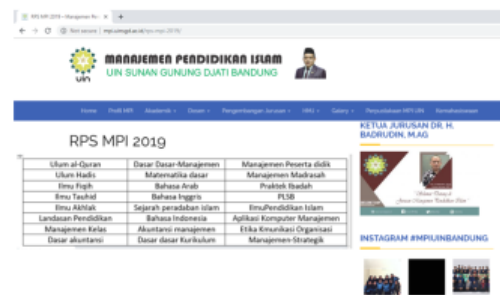 RPS MPI 2019 - Manajemen Pe
Not secure | mpi.uinsgd.ac.id/rps-mpi-2019/
uin
MANAJEMEN PENDIDIKAN ISLAM
UIN SUNAN GUNUNG DJATI BANDUNG
Home Profil MPI Akademik Dosen Pengembangan Jurusan HMJ Galery Perpustakaan MPI UIN Kemahasiswaan
RPS MPI 2019
KETUA JURUSAN DR. H.
BADRUDIN, M.AG
Ulum al-Quran Dasar Dasar-Manajemen Manajemen Peserta didik
Ulum Hadis Matematika dasar Manajemen Madrasah
Ilmu Fiqih Bahasa Arab Praktek Ibadah
Ilmu Tauhid Bahasa Inggris PLSB
Ilmu Akhlak Sejarah peradaban islam IlmuPendidikan Islam
Landasan Pendidikan Bahasa Indonesia Aplikasi Komputer Manajemen
Manajemen Kelas Akuntansi manajemen Etika Kmunikasi Organisasi
Dasar akuntansi Dasar dasar Kurikulum Manajemen-Strategik
INSTAGRAM #MPIUINBANDUNG